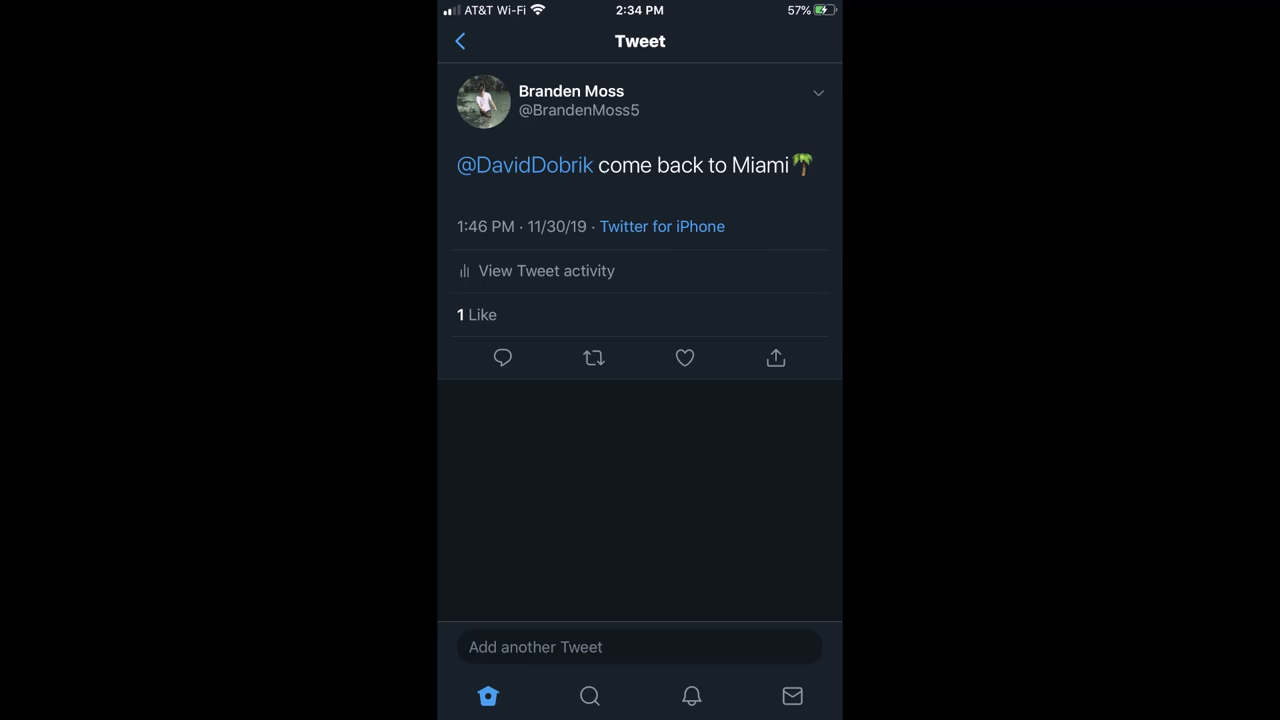 AT&T Wi-Fi 2:34 PM 57%
Tweet
Branden Moss
@BrandenMoss5
@DavidDobrik come back to Miami🌴
1:46 PM · 11/30/19 · Twitter for iPhone
View Tweet activity
1 Like
Add another Tweet